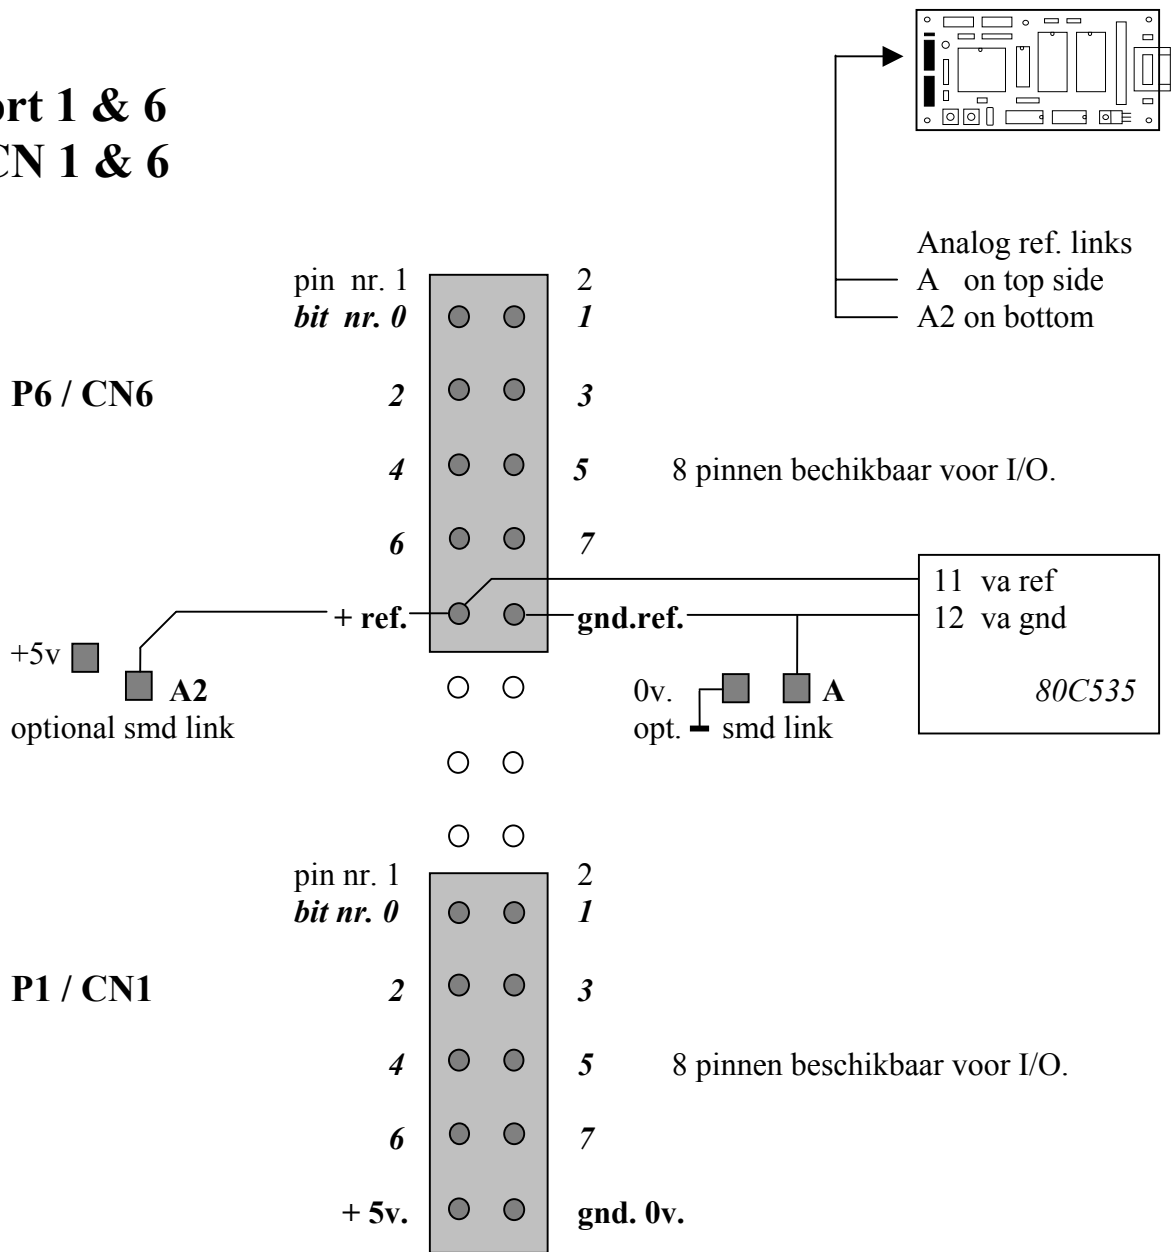 ort 1 & 6
CN 1 & 6
Analog ref. links
A on top side
A2 on bottom
pin nr. 1 2
bit nr. 0 1
P6 / CN6 2 3
4 5 8 pinnen bechikbaar voor I/O.
6 7
11 va ref
+ ref. gnd.ref. 12 va gnd
+5v
A2 0v. A 80C535
optional smd link opt. smd link
pin nr. 1 2
bit nr. 0 1
P1 / CN1 2 3
4 5 8 pinnen beschikbaar voor I/O.
6 7
+ 5v. gnd. 0v.